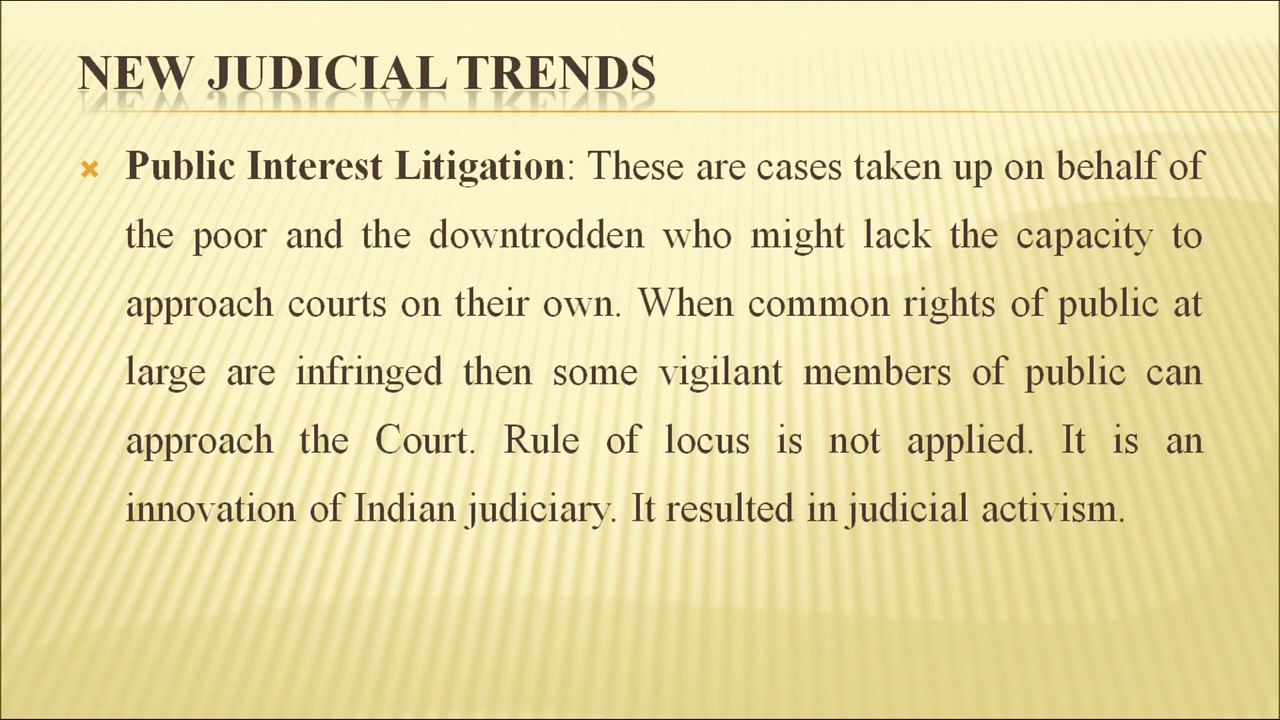 NEW JUDICIAL TRENDS
Public Interest Litigation: These are cases taken up on behalf of
the poor and the downtrodden who might lack the capacity to
approach courts on their own. When common rights of public at
large are infringed then some vigilant members of public can
approach the Court. Rule of locus is not applied. It is an
innovation of Indian judiciary. It resulted in judicial activism.